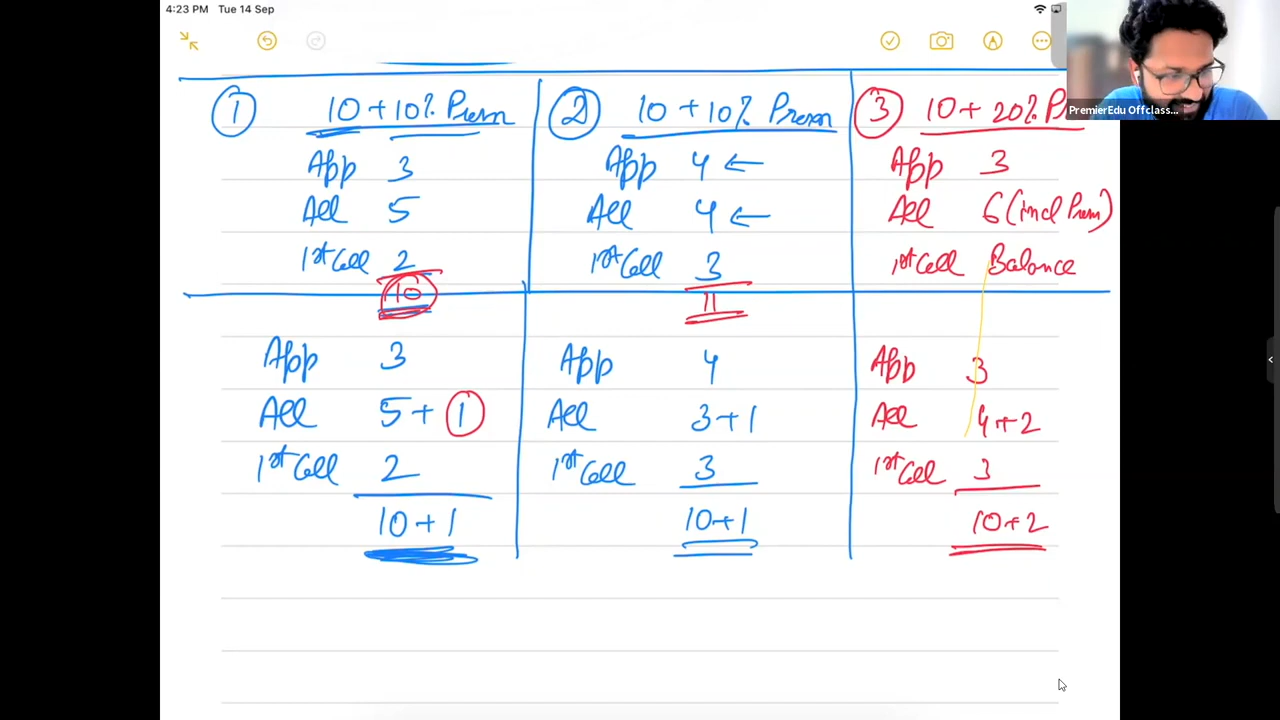 4:23 PM Tue 14 Sep
PremierEdu Offclass...
① 10 + 10% Prem
App 3
All 5
1st Call 2
10
② 10 + 10% Prem
App 4 ←
All 4 ←
1st Call 3
11
③ 10 + 20% Pr
App 3
All 6 (incl Prem)
1st Call Balance
App 3
All 5 + 1
1st Call 2
10 + 1
App 4
All 3 + 1
1st Call 3
10 + 1
App 3
All 4 + 2
1st Call 3
10 + 2